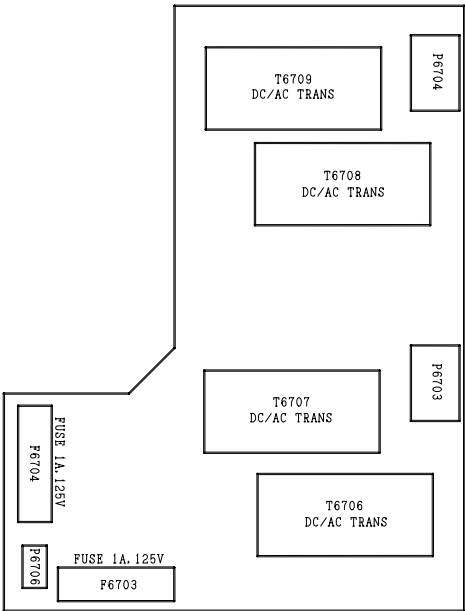 T6709
DC/AC TRANS
P6704
T6708
DC/AC TRANS
P6703
T6707
DC/AC TRANS
F6704
FUSE 1A,125V
T6706
DC/AC TRANS
P6706
FUSE 1A,125V
F6703